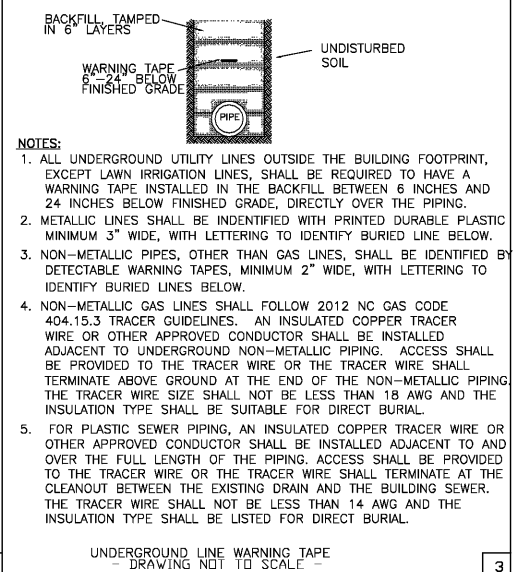 BACKFILL, TAMPED
IN 6" LAYERS
UNDISTURBED
SOIL
WARNING TAPE
6"-24" BELOW
FINISHED GRADE
PIPE
NOTES:
1. ALL UNDERGROUND UTILITY LINES OUTSIDE THE BUILDING FOOTPRINT,
EXCEPT LAWN IRRIGATION LINES, SHALL BE REQUIRED TO HAVE A
WARNING TAPE INSTALLED IN THE BACKFILL BETWEEN 6 INCHES AND
24 INCHES BELOW FINISHED GRADE, DIRECTLY OVER THE PIPING.
2. METALLIC LINES SHALL BE INDENTIFIED WITH PRINTED DURABLE PLASTIC
MINIMUM 3" WIDE, WITH LETTERING TO IDENTIFY BURIED LINE BELOW.
3. NON-METALLIC PIPES, OTHER THAN GAS LINES, SHALL BE IDENTIFIED BY
DETECTABLE WARNING TAPES, MINIMUM 2" WIDE, WITH LETTERING TO
IDENTIFY BURIED LINES BELOW.
4. NON-METALLIC GAS LINES SHALL FOLLOW 2012 NC GAS CODE
404.15.3 TRACER GUIDELINES. AN INSULATED COPPER TRACER
WIRE OR OTHER APPROVED CONDUCTOR SHALL BE INSTALLED
ADJACENT TO UNDERGROUND NON-METALLIC PIPING. ACCESS SHALL
BE PROVIDED TO THE TRACER WIRE OR THE TRACER WIRE SHALL
TERMINATE ABOVE GROUND AT THE END OF THE NON-METALLIC PIPING.
THE TRACER WIRE SIZE SHALL NOT BE LESS THAN 18 AWG AND THE
INSULATION TYPE SHALL BE SUITABLE FOR DIRECT BURIAL.
5. FOR PLASTIC SEWER PIPING, AN INSULATED COPPER TRACER WIRE OR
OTHER APPROVED CONDUCTOR SHALL BE INSTALLED ADJACENT TO AND
OVER THE FULL LENGTH OF THE PIPING. ACCESS SHALL BE PROVIDED
TO THE TRACER WIRE OR THE TRACER WIRE SHALL TERMINATE AT THE
CLEANOUT BETWEEN THE EXISTING DRAIN AND THE BUILDING SEWER.
THE TRACER WIRE SHALL NOT BE LESS THAN 14 AWG AND THE
INSULATION TYPE SHALL BE LISTED FOR DIRECT BURIAL.
UNDERGROUND LINE WARNING TAPE
- DRAWING NOT TO SCALE -
3